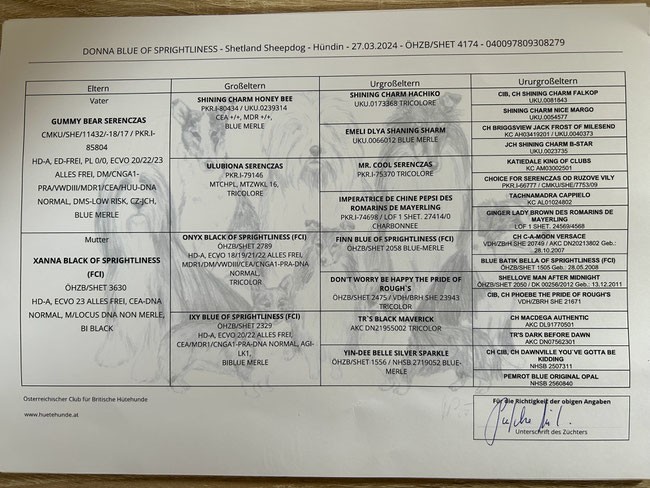 DONNA BLUE OF SPRIGHTLINESS - Shetland Sheepdog - Hündin - 27.03.2024 - ÖHZB/SHET 4174 - 040097809308279
Eltern
Großeltern
Urgroßeltern
Ururgroßeltern
Vater
GUMMY BEAR SERENCZAS
CMKU/SHE/11432/-18/17 / PKR.I-
85804
HD-A, ED-FREI, PL 0/0, ECVO 20/22/23
ALLES FREI, DM/CNGA1-
PRA/VWDIII/MDR1/CEA/HUU-DNA
NORMAL, DMS-LOW RISK, CZ-JCH,
BLUE MERLE
Mutter
XANNA BLACK OF SPRIGHTLINESS
(FCI)
ÖHZB/SHET 3630
HD-A, ECVO 23 ALLES FREI, CEA-DNA
NORMAL, M/LOCUS DNA NON MERLE,
BI BLACK
SHINING CHARM HONEY BEE
PKR.I-80434 / UKU.0239314
CEA +/+, MDR +/+,
BLUE MERLE
ULUBIONA SERENCZAS
PKR.I-79146
MTCHPL, MTZWKL 16,
TRICOLORE
ONYX BLACK OF SPRIGHTLINESS (FCI)
ÖHZB/SHET 2789
HD-A, ECVO 18/19/21/22 ALLES FREI,
MDR1/DM/VWDIII/CEA/CNGA1-PRA-DNA
NORMAL,
TRICOLOR
IXY BLUE OF SPRIGHTLINESS (FCI)
ÖHZB/SHET 2329
HD-A, ECVO 20/22 ALLES FREI,
CEA/MDR1/CNGA1-PRA-DNA NORMAL, AGI-
LK1,
BIBLUE MERLE
SHINING CHARM HACHIKO
UKU.0173368 TRICOLORE
EMELI DLYA SHANING SHARM
UKU.0066012 BLUE MERLE
MR. COOL SERENCZAS
PKR.I-75370 TRICOLORE
IMPERATRICE DE CHINE PEPSI DES
ROMARINS DE MAYERLING
PKR.I-74698 / LOF 1 SHET. 27414/0
CHARBONNEE
FINN BLUE OF SPRIGHTLINESS (FCI)
ÖHZB/SHET 2058 BLUE-MERLE
DON'T WORRY BE HAPPY THE PRIDE OF
ROUGH`S
ÖHZB/SHET 2475 / VDH/BRH SHE 23943
TRICOLOR
TR`S BLACK MAVERICK
AKC DN21955002 TRICOLOR
YIN-DEE BELLE SILVER SPARKLE
ÖHZB/SHET 1556 / NHSB 2719052 BLUE-
MERLE
CIB, CH SHINING CHARM FALKOP
UKU.0081843
SHINING CHARM NICE MARGO
UKU.0054577
CH BRIGGSVIEW JACK FROST OF MILESEND
KC AH03419201 / UKU.0040373
JCH SHINING CHARM B-STAR
UKU.0023735
KATIEDALE KING OF CLUBS
KC AM03002501
CHOICE FOR SERENCZAS OD RUZOVE VILY
PKR.I-66777 / CMKU/SHE/7753/09
TACHNAMADRA CAPPIELO
KC AL01024802
GINGER LADY BROWN DES ROMARINS DE
MAYERLING
LOF 1 SHET. 24569/4568
CH C-A-MOON VERSACE
VDH/ZBrH SHE 20749 / AKC DN20213802 Geb.:
28.10.2007
BLUE BATIK BELLA OF SPRIGHTLINESS (FCI)
ÖHZB/SHET 1505 Geb.: 28.05.2008
SHELLOVE MAN AFTER MIDNIGHT
ÖHZB/SHET 2050 / DK 00256/2012 Geb.: 13.12.2011
CIB, CH PHOEBE THE PRIDE OF ROUGH'S
VDH/ZBRH SHE 21671
CH MACDEGA AUTHENTIC
AKC DL91770501
TR'S DARK BEFORE DAWN
AKC DN07562301
CH CIB, CH DAWNVILLE YOU'VE GOTTA BE
KIDDING
NHSB 2507311
PEMROT BLUE ORIGINAL OPAL
NHSB 2560840
Österreichischer Club für Britische Hütehunde
www.huetehunde.at
Für die Richtigkeit der obigen Angaben
Unterschrift des Züchters